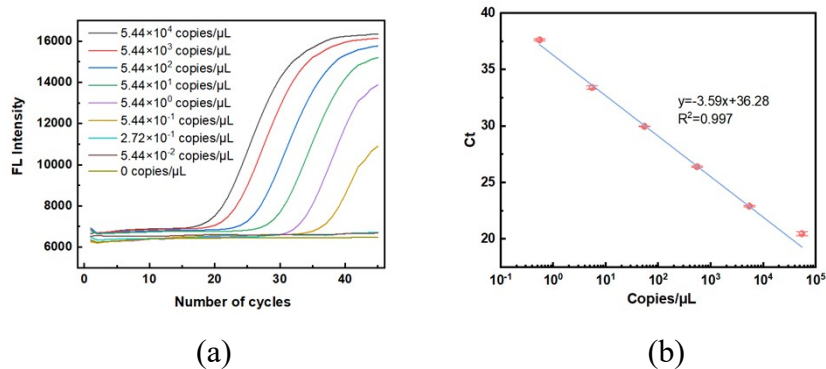 16000
14000
12000
10000
8000
6000
FL Intensity
5.44×10⁴ copies/μL
5.44×10³ copies/μL
5.44×10² copies/μL
5.44×10¹ copies/μL
5.44×10⁰ copies/μL
5.44×10⁻¹ copies/μL
2.72×10⁻¹ copies/μL
5.44×10⁻² copies/μL
0 copies/μL
0 10 20 30 40
Number of cycles
(a)
40
35
30
25
20
Ct
y=-3.59x+36.28
R²=0.997
10⁻¹ 10⁰ 10¹ 10² 10³ 10⁴ 10⁵
Copies/μL
(b)